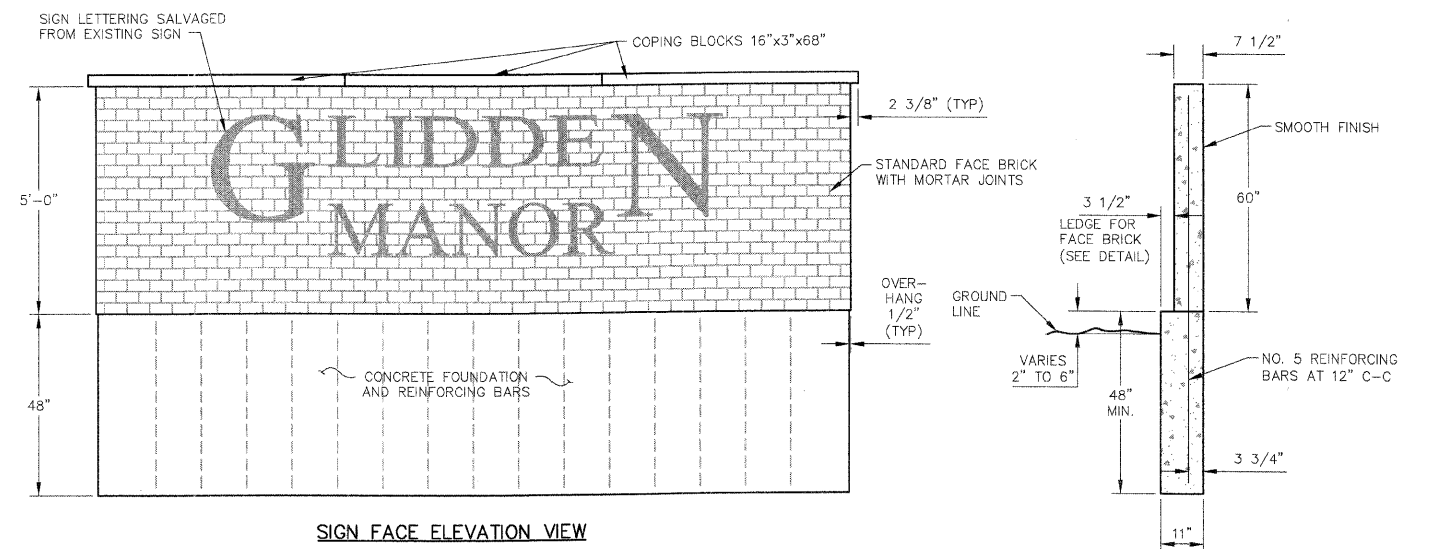 SIGN LETTERING SALVAGED
FROM EXISTING SIGN
COPING BLOCKS 16"x3"x68"
7 1/2"
2 3/8" (TYP)
SMOOTH FINISH
GLIDDEN
MANOR
STANDARD FACE BRICK
WITH MORTAR JOINTS
5'-0"
60"
3 1/2"
LEDGE FOR
FACE BRICK
(SEE DETAIL)
OVER-
HANG
1/2"
(TYP)
GROUND
LINE
VARIES
2" TO 6"
NO. 5 REINFORCING
BARS AT 12" C-C
CONCRETE FOUNDATION
AND REINFORCING BARS
48"
48"
MIN.
3 3/4"
11"
SIGN FACE ELEVATION VIEW